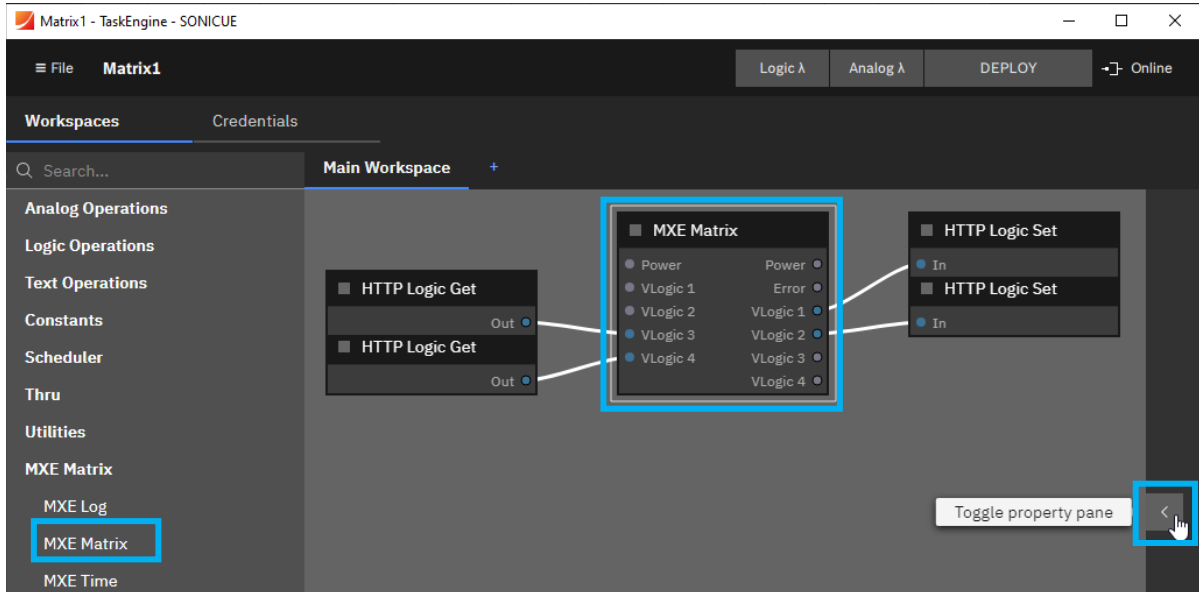 Matrix1 - TaskEngine - SONICUE
≡ File Matrix1 Logic λ Analog λ DEPLOY Online
Workspaces Credentials
Search...
Main Workspace +
Analog Operations
Logic Operations
Text Operations
Constants
Scheduler
Thru
Utilities
MXE Matrix
MXE Log
MXE Matrix
MXE Time
HTTP Logic Get
Out
HTTP Logic Get
Out
MXE Matrix
Power Power
VLogic 1 Error
VLogic 2 VLogic 1
VLogic 3 VLogic 2
VLogic 4 VLogic 3
VLogic 4
HTTP Logic Set
In
HTTP Logic Set
In
Toggle property pane